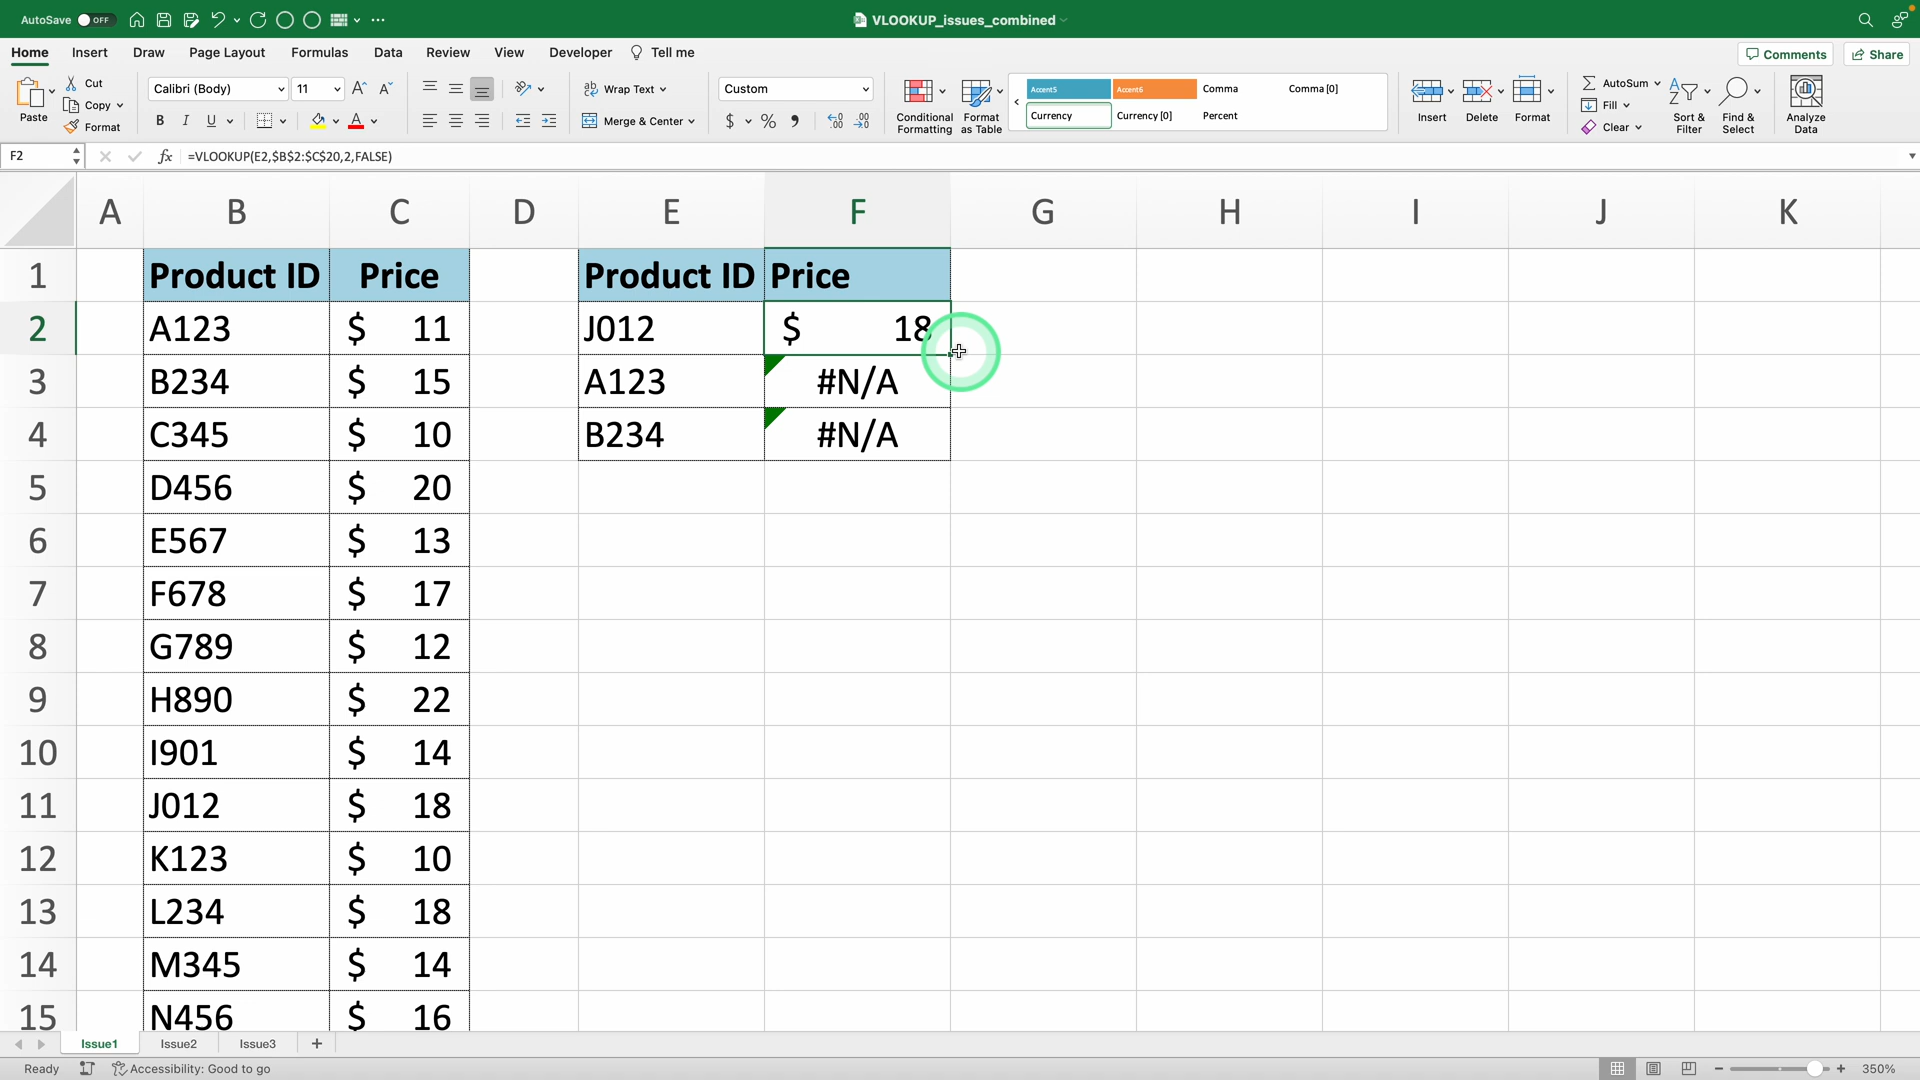 AutoSave OFF VLOOKUP_issues_combined
Home Insert Draw Page Layout Formulas Data Review View Developer Tell me Comments Share
Paste Cut Copy Format
Calibri (Body) 11 Wrap Text Custom
B I U A Merge & Center $ %
Conditional Formatting Format as Table
Accent5 Accent6 Comma Comma [0]
Currency Currency [0] Percent
Insert Delete Format
AutoSum Fill Clear
Sort & Filter Find & Select Analyze Data
F2 fx =VLOOKUP(E2,$B$2:$C$20,2,FALSE)
A B C D E F G H I J K
1 Product ID Price Product ID Price
2 A123 $ 11 J012 $ 18
3 B234 $ 15 A123 #N/A
4 C345 $ 10 B234 #N/A
5 D456 $ 20
6 E567 $ 13
7 F678 $ 17
8 G789 $ 12
9 H890 $ 22
10 I901 $ 14
11 J012 $ 18
12 K123 $ 10
13 L234 $ 18
14 M345 $ 14
15 N456 $ 16
Issue1 Issue2 Issue3 +
Ready Accessibility: Good to go 350%